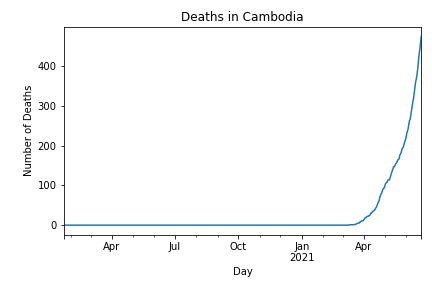 Deaths in Cambodia
Number of Deaths
400
300
200
100
0
Apr
Jul
Oct
Jan
2021
Apr
Day